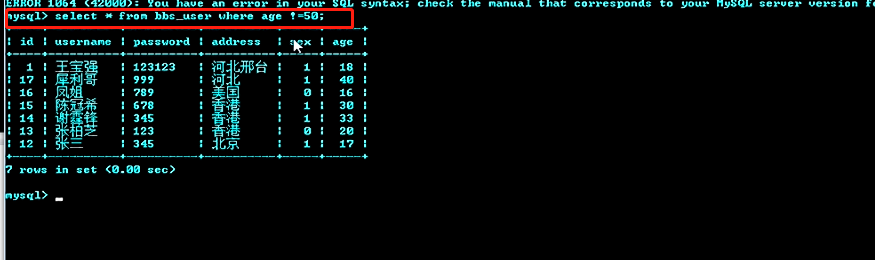 ERROR 1064 (42000): You have an error in your SQL syntax; check the manual that corresponds to your MySQL server version fo
mysql> select * from bbs_user where age !=50;
+----+----------+----------+----------+-----+-----+
| id | username | password | address | sex | age |
+----+----------+----------+----------+-----+-----+
| 1 | 王宝强 | 123123 | 河北邢台 | 1 | 18 |
| 17 | 犀利哥 | 999 | 河北 | 1 | 40 |
| 16 | 凤姐 | 789 | 美国 | 0 | 16 |
| 15 | 陈冠希 | 678 | 香港 | 1 | 30 |
| 14 | 谢霆锋 | 345 | 香港 | 1 | 33 |
| 13 | 张柏芝 | 123 | 香港 | 0 | 20 |
| 12 | 张三 | 345 | 北京 | 1 | 17 |
+----+----------+----------+----------+-----+-----+
7 rows in set (0.00 sec)
mysql> _